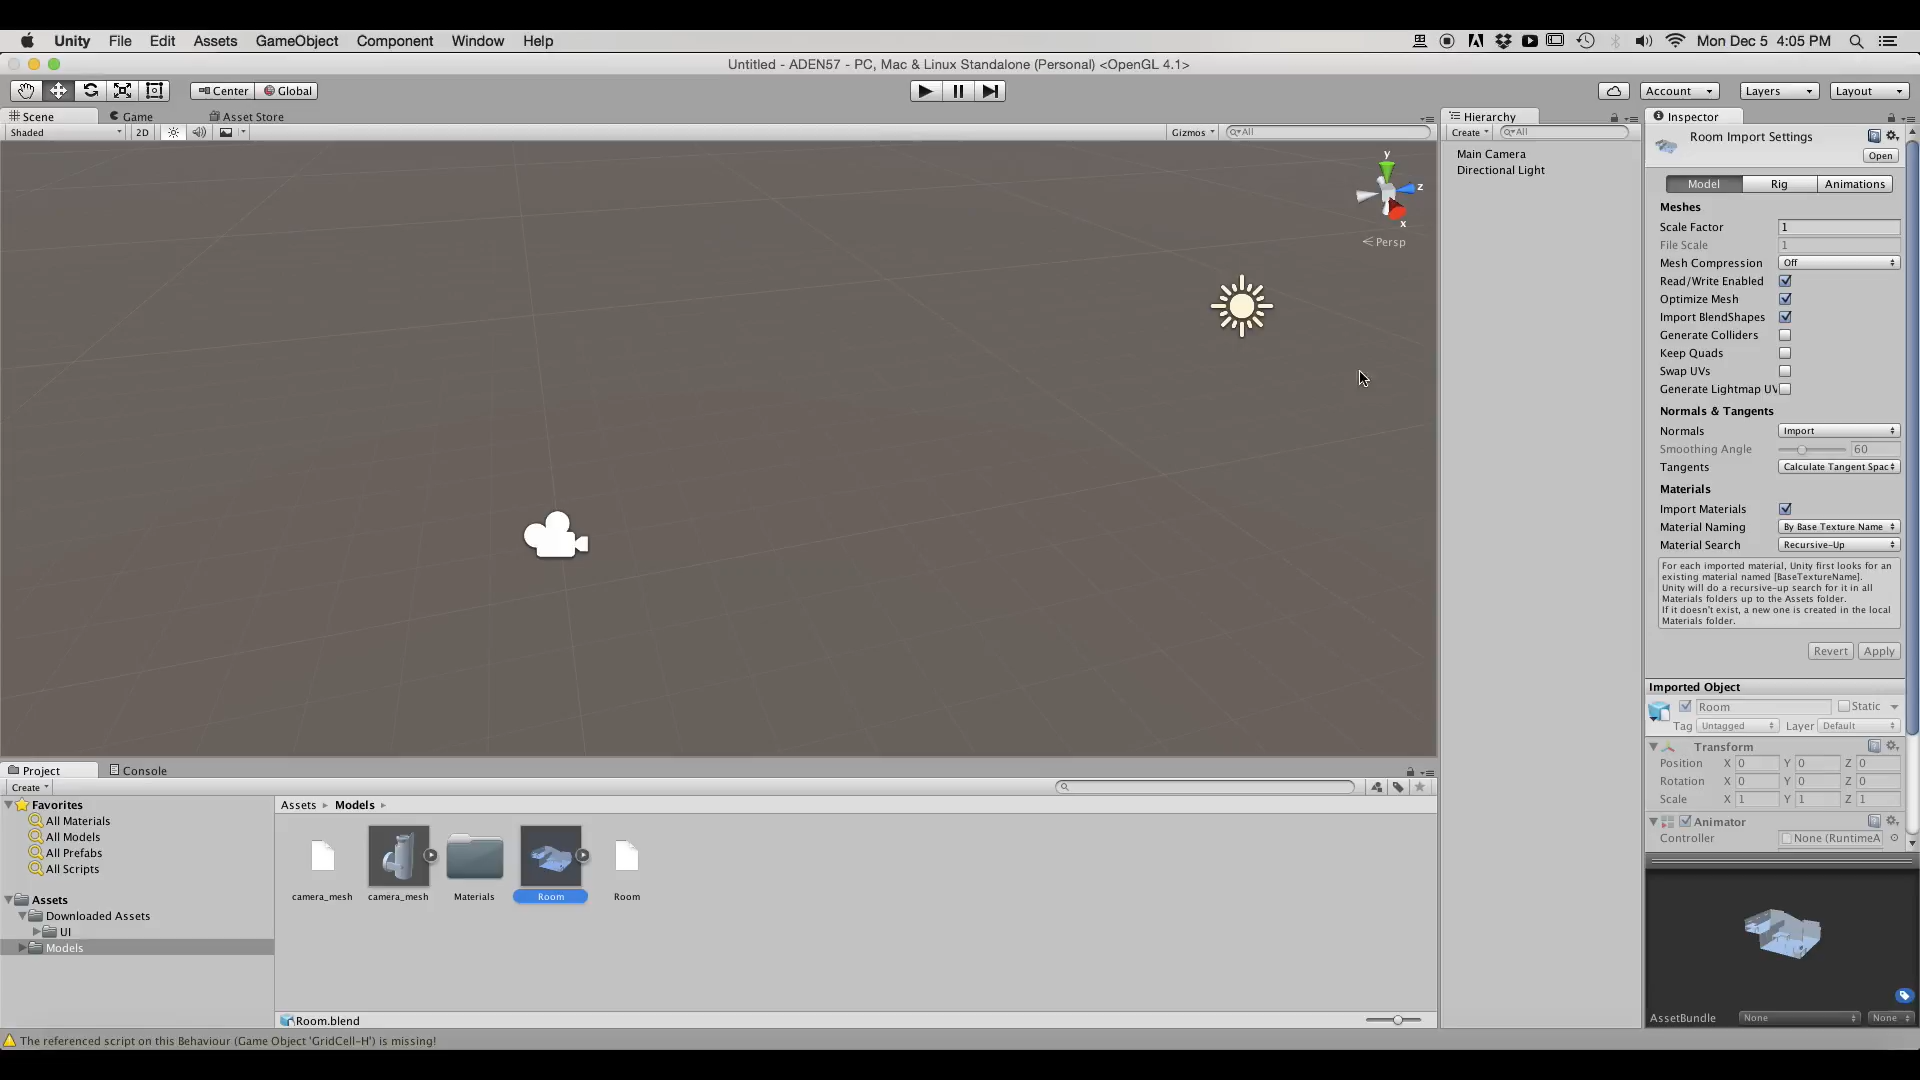 Unity File Edit Assets GameObject Component Window Help Mon Dec 5 4:05 PM
Untitled - ADEN57 - PC, Mac & Linux Standalone (Personal) <OpenGL 4.1>
Center Global Account Layers Layout
Scene Game Asset Store
Shaded 2D Gizmos All
y
z
x
Persp
Hierarchy
Create All
Main Camera
Directional Light
Inspector
Room Import Settings
Open
Model Rig Animations
Meshes
Scale Factor 1
File Scale 1
Mesh Compression Off
Read/Write Enabled
Optimize Mesh
Import BlendShapes
Generate Colliders
Keep Quads
Swap UVs
Generate Lightmap UV
Normals & Tangents
Normals Import
Smoothing Angle 60
Tangents Calculate Tangent Spac
Materials
Import Materials
Material Naming By Base Texture Name
Material Search Recursive-Up
For each imported material, Unity first looks for an
existing material named [BaseTextureName].
Unity will do a recursive-up search for it in all
Materials folders up to the Assets folder.
If it doesn't exist, a new one is created in the local
Materials folder.
Revert Apply
Imported Object
Room Static
Tag Untagged Layer Default
Transform
Position X 0 Y 0 Z 0
Rotation X 0 Y 0 Z 0
Scale X 1 Y 1 Z 1
Animator
Controller None (RuntimeA
AssetBundle None None
Project Console
Create
Favorites
All Materials
All Models
All Prefabs
All Scripts
Assets
Downloaded Assets
UI
Models
Assets Models
camera_mesh camera_mesh Materials Room Room
Room.blend
The referenced script on this Behaviour (Game Object 'GridCell-H') is missing!